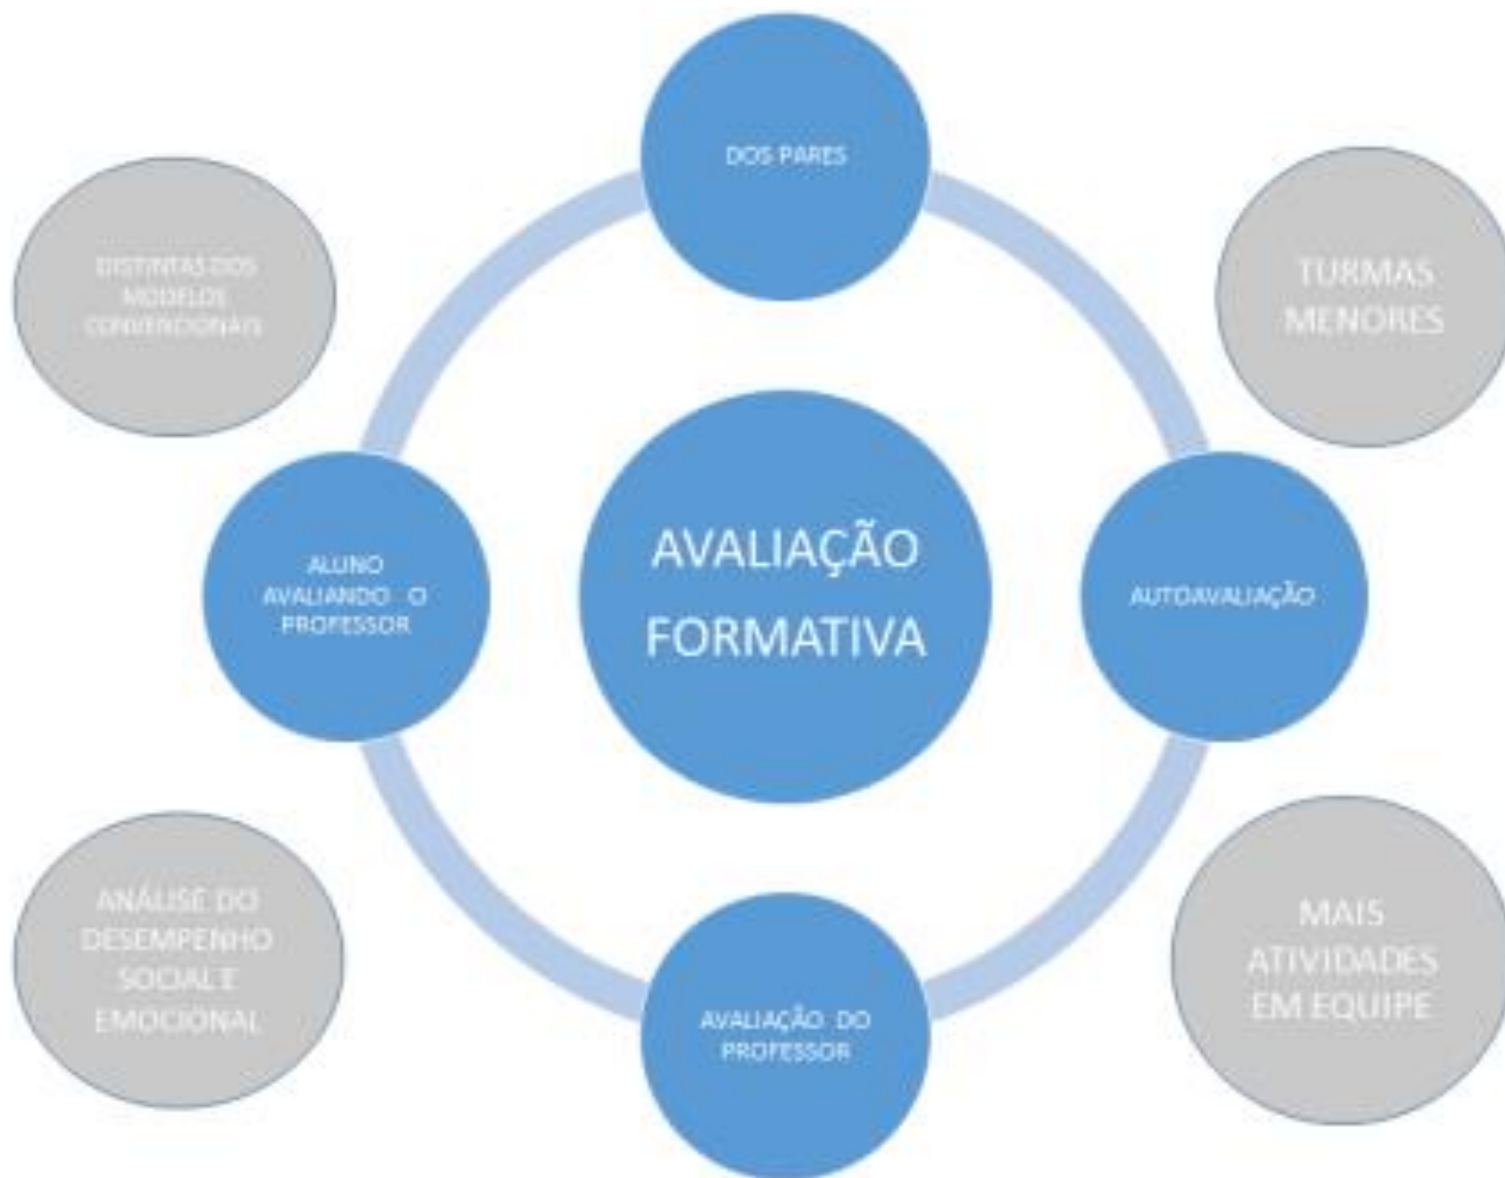 DOS PARES
DISTINTAS DOS
MODELOS
CONVENCIONAIS
TURMAS
MENORES
ALUNO
AVALIANDO O
PROFESSOR
AVALIAÇÃO
FORMATIVA
AUTOAVALIAÇÃO
ANÁLISE DO
DESEMPENHO
SOCIAL E
EMOCIONAL
MAIS
ATIVIDADES
EM EQUIPE
AVALIAÇÃO DO
PROFESSOR